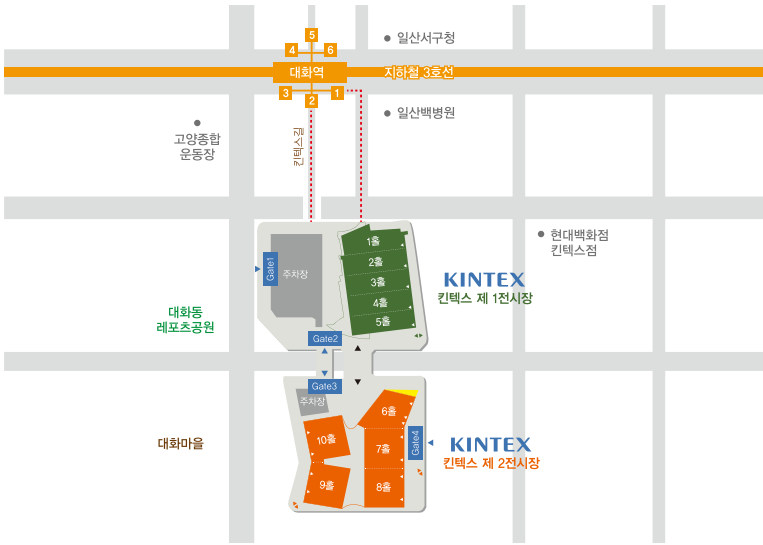 5
일산서구청
4
6
대화역
지하철 3호선
3
2
1
일산백병원
고양종합
운동장
킨텍스길
현대백화점
킨텍스점
1홀
2홀
3홀
4홀
5홀
Gate1
주차장
KINTEX
킨텍스 제 1전시장
대화동
레포츠공원
Gate2
Gate3
주차장
6홀
10홀
7홀
Gate4
대화마을
KINTEX
킨텍스 제 2전시장
9홀
8홀